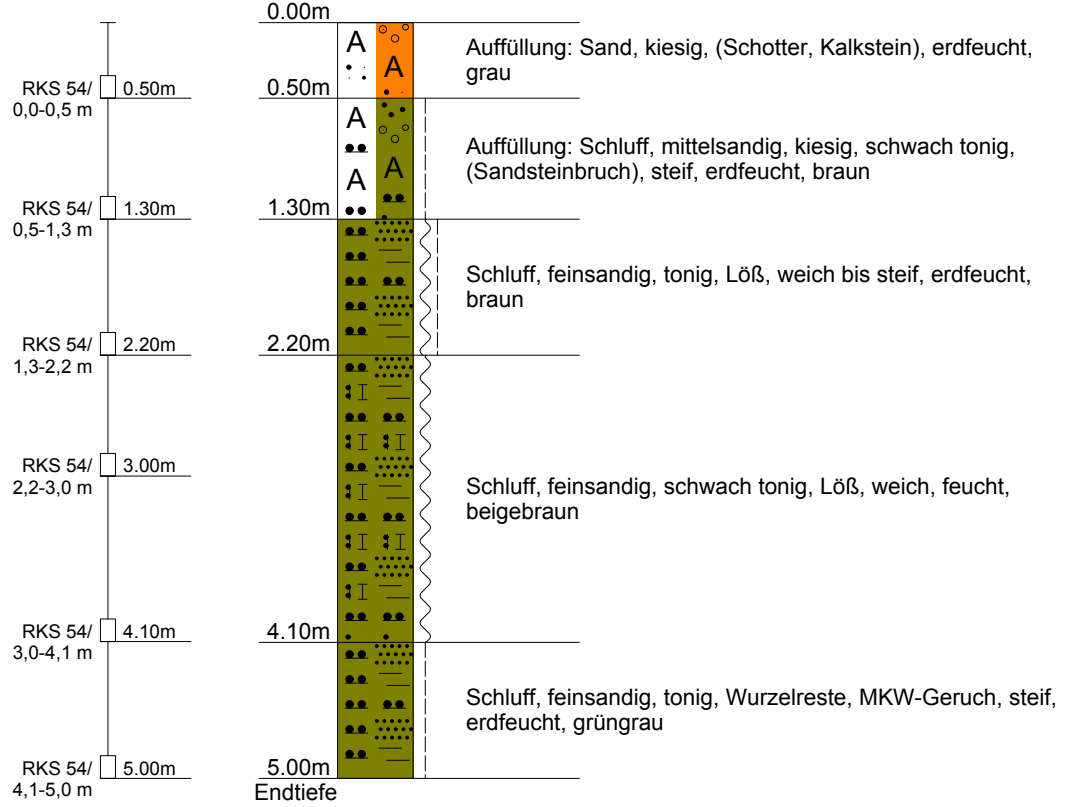 0.00m
A
A
Auffüllung: Sand, kiesig, (Schotter, Kalkstein), erdfeucht,
grau
RKS 54/
0,0-0,5 m
0.50m
0.50m
A
A
A
Auffüllung: Schluff, mittelsandig, kiesig, schwach tonig,
(Sandsteinbruch), steif, erdfeucht, braun
RKS 54/
0,5-1,3 m
1.30m
1.30m
Schluff, feinsandig, tonig, Löß, weich bis steif, erdfeucht,
braun
RKS 54/
1,3-2,2 m
2.20m
2.20m
RKS 54/
2,2-3,0 m
3.00m
Schluff, feinsandig, schwach tonig, Löß, weich, feucht,
beigebraun
RKS 54/
3,0-4,1 m
4.10m
4.10m
Schluff, feinsandig, tonig, Wurzelreste, MKW-Geruch, steif,
erdfeucht, grüngrau
RKS 54/
4,1-5,0 m
5.00m
5.00m
Endtiefe